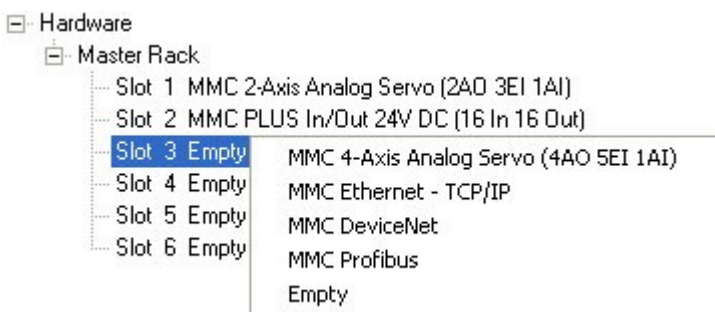 Hardware
Master Rack
Slot 1 MMC 2-Axis Analog Servo (2AO 3EI 1AI)
Slot 2 MMC PLUS In/Out 24V DC (16 In 16 Out)
Slot 3 Empty
MMC 4-Axis Analog Servo (4AO 5EI 1AI)
Slot 4 Empty
MMC Ethernet - TCP/IP
Slot 5 Empty
MMC DeviceNet
Slot 6 Empty
MMC Profibus
Empty